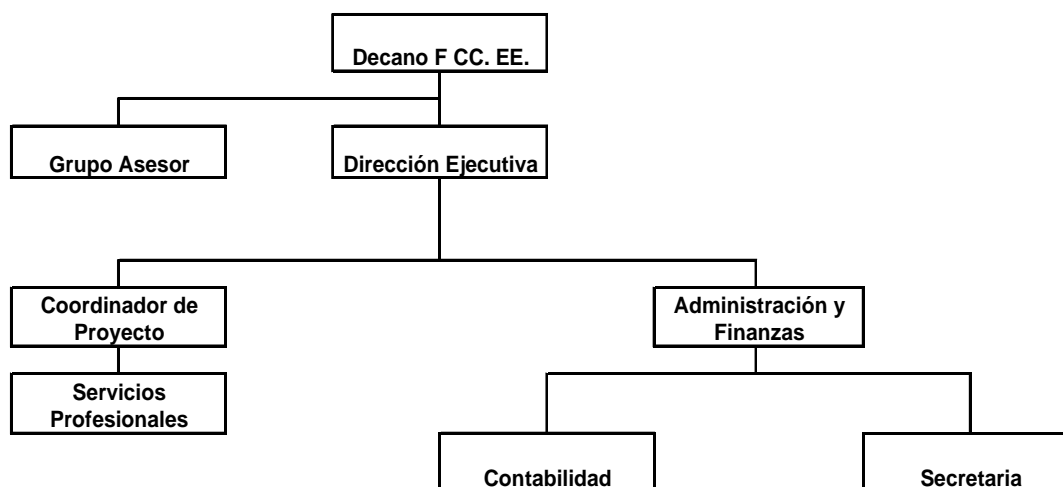 Decano F CC. EE.
Grupo Asesor
Dirección Ejecutiva
Coordinador de
Proyecto
Administración y
Finanzas
Servicios
Profesionales
Contabilidad
Secretaria